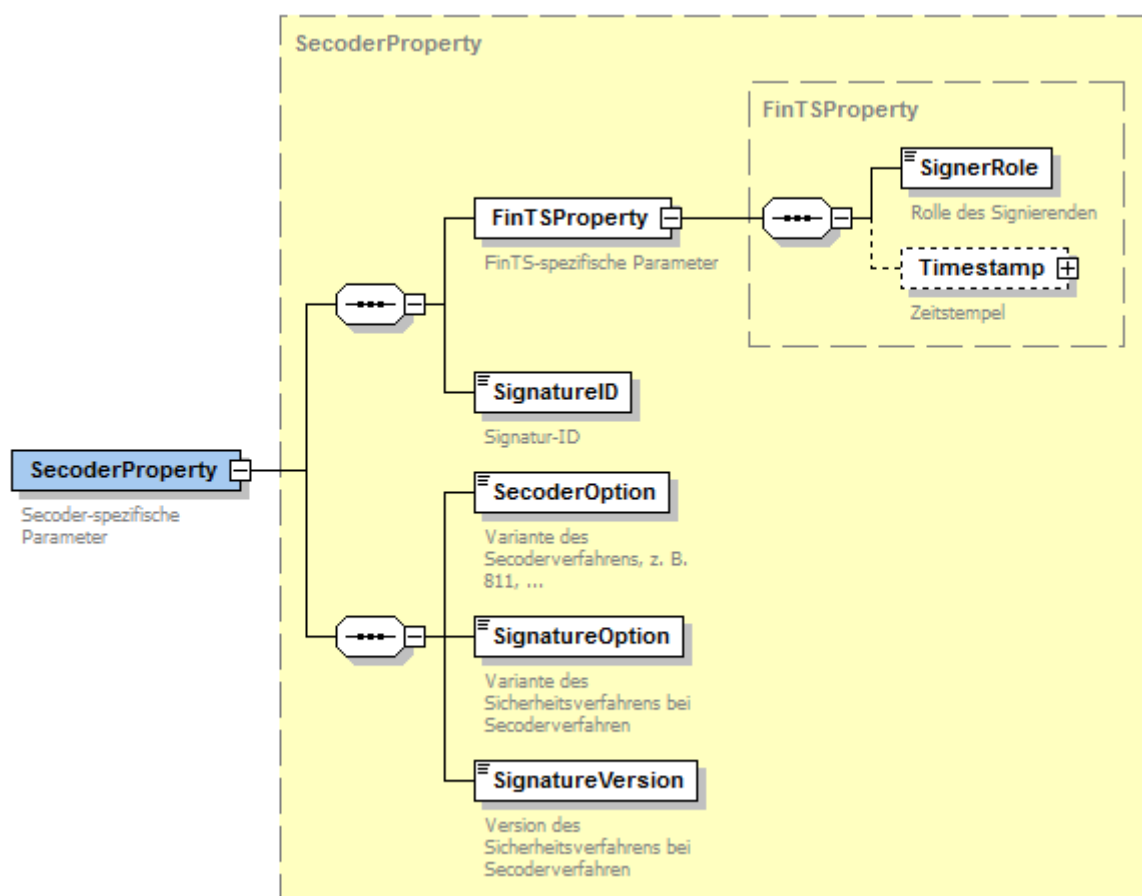 SecoderProperty
FinTSProperty
SignerRole
Rolle des Signierenden
FinTSProperty
FinTS-spezifische Parameter
Timestamp
Zeitstempel
SignatureID
Signatur-ID
SecoderProperty
Secoder-spezifische
Parameter
SecoderOption
Variante des
Secoderverfahrens, z. B.
811, ...
SignatureOption
Variante des
Sicherheitsverfahrens bei
Secoderverfahren
SignatureVersion
Version des
Sicherheitsverfahrens bei
Secoderverfahren